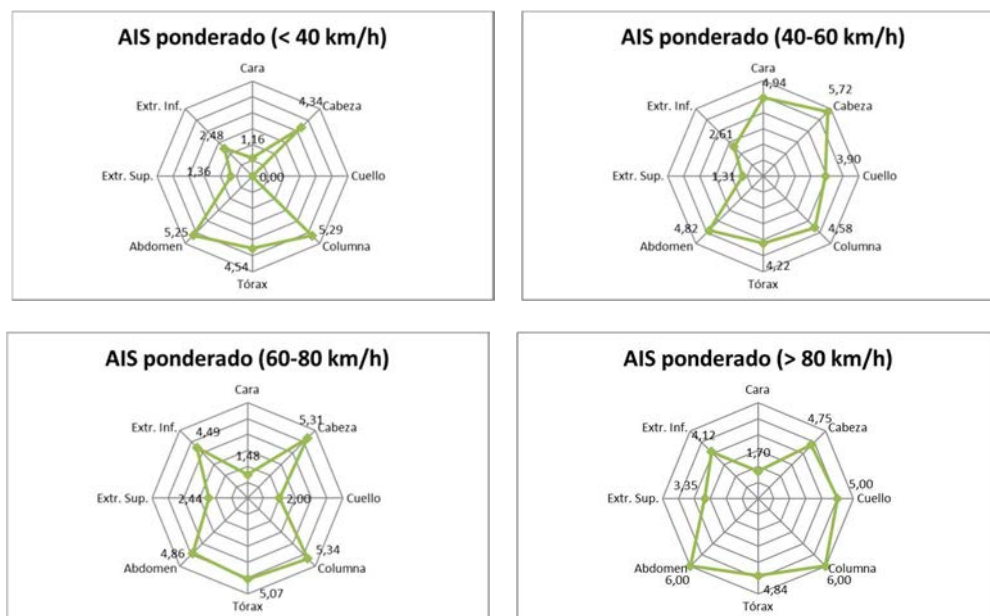 AIS ponderado (< 40 km/h)
Cara
4,34
Cabeza
Extr. Inf.
2,48
1,16
Extr. Sup.
1,36
0,00
Cuello
5,25
5,29
Abdomen
Columna
4,54
Tórax
AIS ponderado (40-60 km/h)
Cara
4,94
5,72
Cabeza
Extr. Inf.
2,61
3,90
Extr. Sup.
1,31
Cuello
4,82
4,58
Abdomen
Columna
4,22
Tórax
AIS ponderado (60-80 km/h)
Cara
5,31
Cabeza
Extr. Inf.
4,49
1,48
Extr. Sup.
2,44
2,00
Cuello
4,86
5,34
Abdomen
Columna
5,07
Tórax
AIS ponderado (> 80 km/h)
Cara
4,75
Cabeza
Extr. Inf.
4,12
1,70
Extr. Sup.
3,35
5,00
Cuello
Abdomen
Columna
6,00
6,00
4,84
Tórax